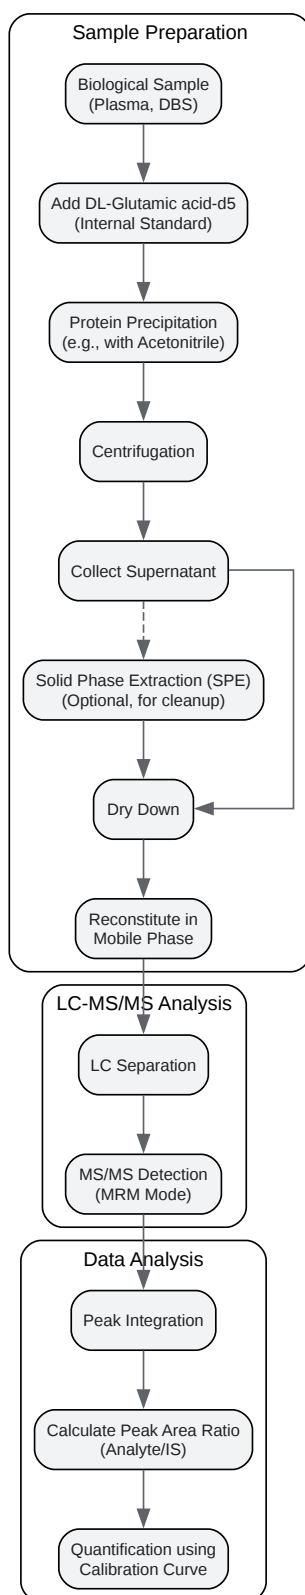 Sample Preparation
Biological Sample
(Plasma, DBS)
Add DL-Glutamic acid-d5
(Internal Standard)
Protein Precipitation
(e.g., with Acetonitrile)
Centrifugation
Collect Supernatant
Solid Phase Extraction (SPE)
(Optional, for cleanup)
Dry Down
Reconstitute in
Mobile Phase
LC-MS/MS Analysis
LC Separation
MS/MS Detection
(MRM Mode)
Data Analysis
Peak Integration
Calculate Peak Area Ratio
(Analyte/IS)
Quantification using
Calibration Curve